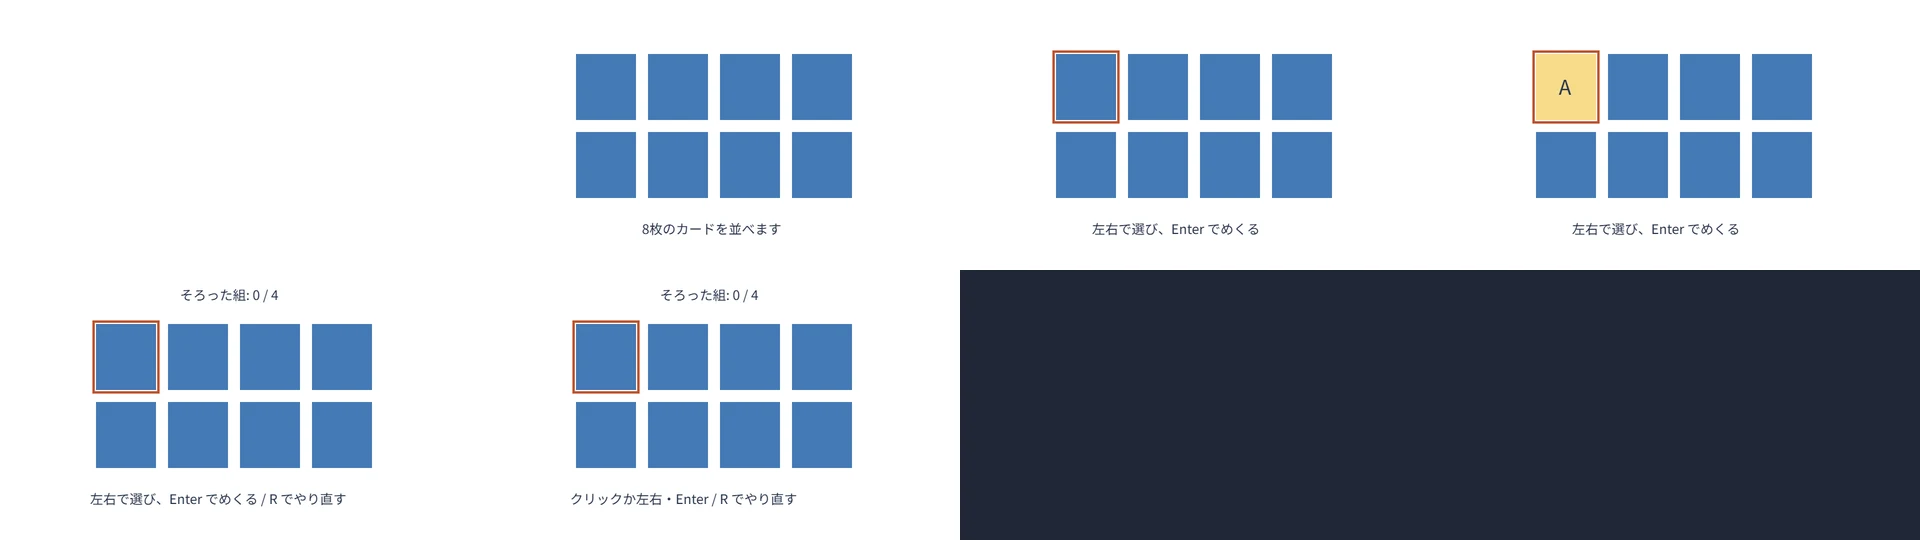 8枚のカードを並べます
左右で選び、Enter でめくる
A
左右で選び、Enter でめくる
そろった組: 0 / 4
左右で選び、Enter でめくる / R でやり直す
そろった組: 0 / 4
クリックか左右・Enter / R でやり直す